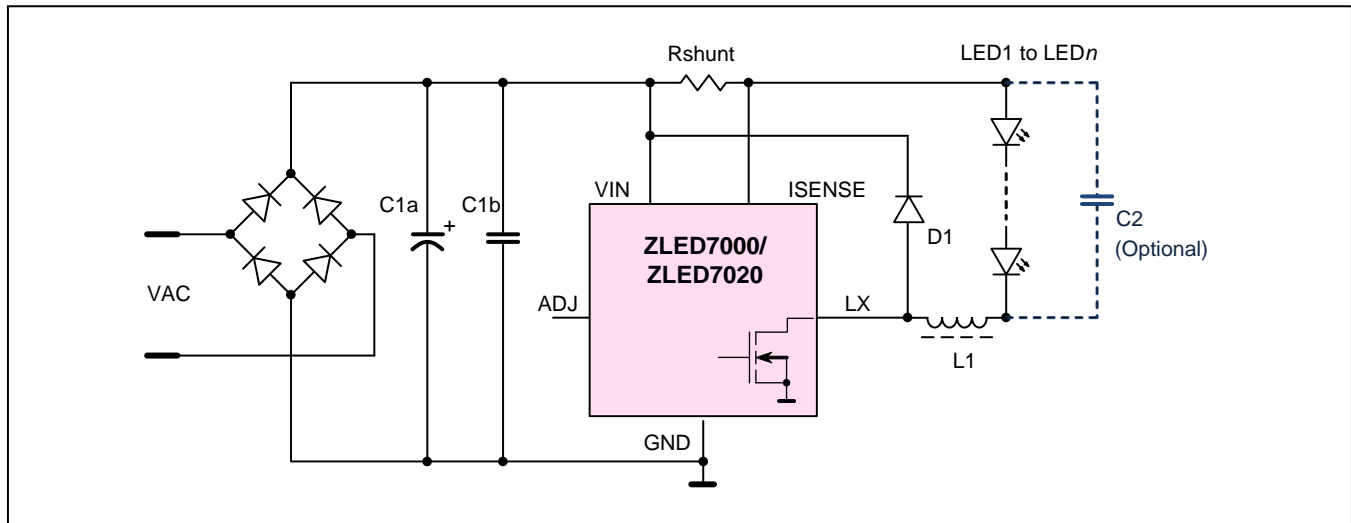 Rshunt
LED1 to LEDn
VIN
ISENSE
C1a
+
C1b
D1
C2
(Optional)
ZLED7000/
ZLED7020
VAC
ADJ
LX
L1
GND